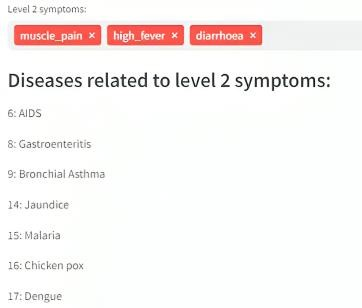 Level 2 symptoms:
muscle_pain × high_fever × diarrhoea ×
Diseases related to level 2 symptoms:
6: AIDS
8: Gastroenteritis
9: Bronchial Asthma
14: Jaundice
15: Malaria
16: Chicken pox
17: Dengue